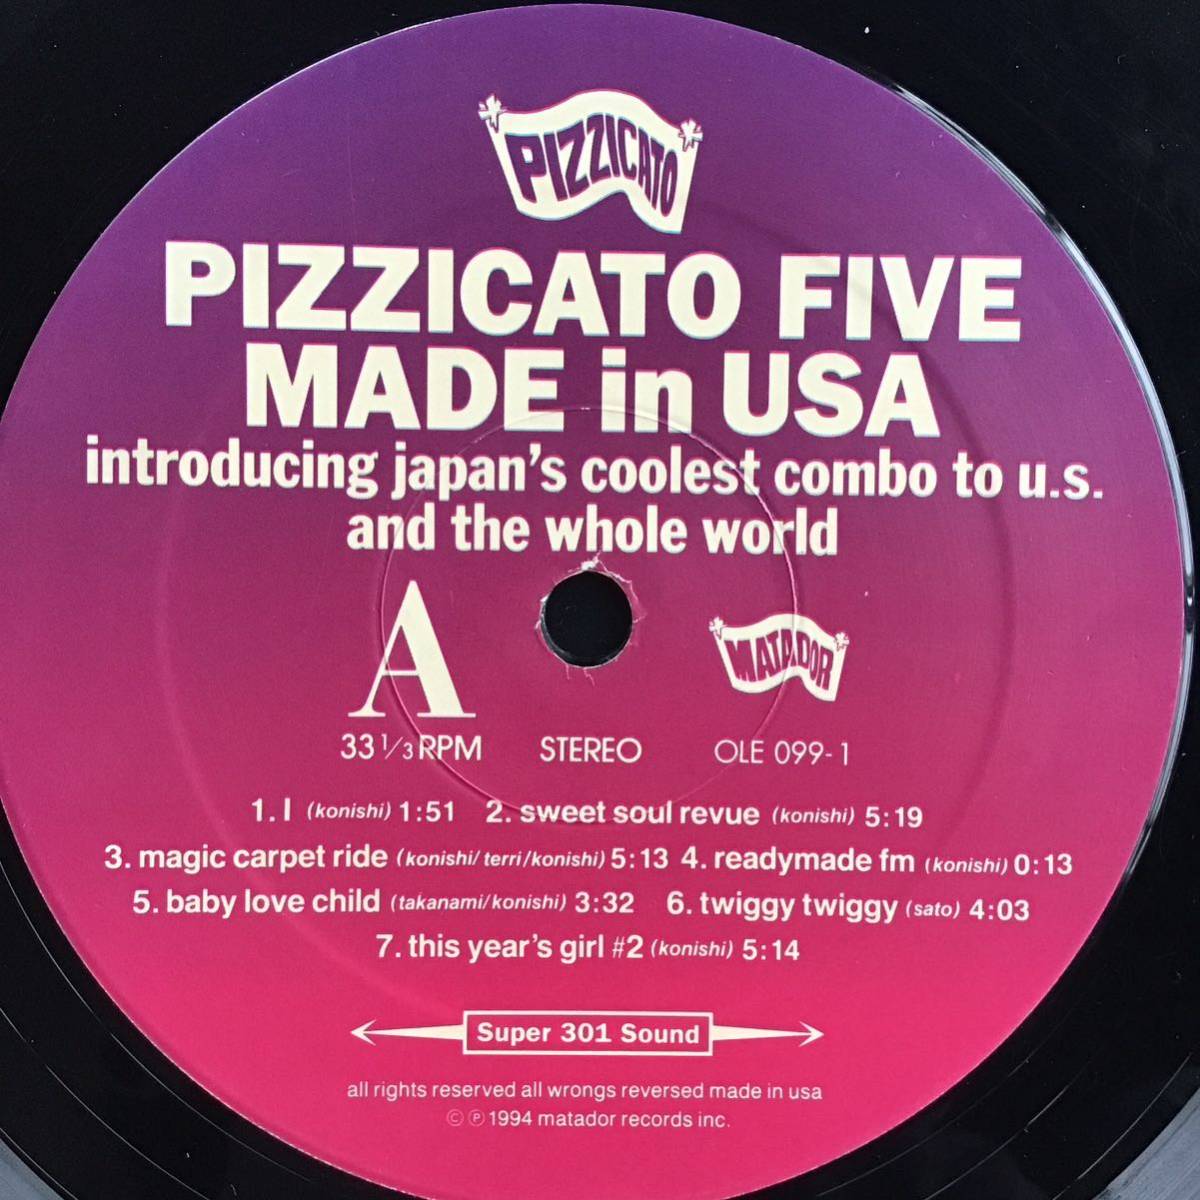 PIZZICATO
PIZZICATO FIVE
MADE in USA
introducing japan's coolest combo to u.s.
and the whole world
A
MATADOR
33 1/3 RPM STEREO OLE 099-1
1. I (konishi) 1:51 2. sweet soul revue (konishi) 5:19
3. magic carpet ride (konishi/terri/konishi) 5:13 4. readymade fm (konishi) 0:13
5. baby love child (takanami/konishi) 3:32 6. twiggy twiggy (sato) 4:03
7. this year's girl #2 (konishi) 5:14
Super 301 Sound
all rights reserved all wrongs reversed made in usa
© ℗ 1994 matador records inc.